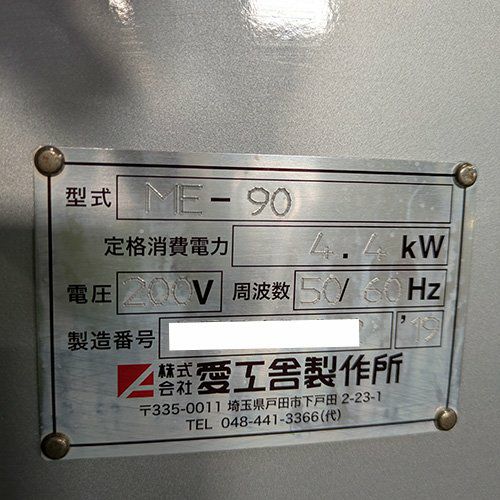 型式 ME-90
定格消費電力 4.4 kW
電圧 200V 周波数 50/60 Hz
製造番号 '19
株式会社 愛工舎製作所
〒335-0011 埼玉県戸田市下戸田 2-23-1
TEL 048-441-3366(代)